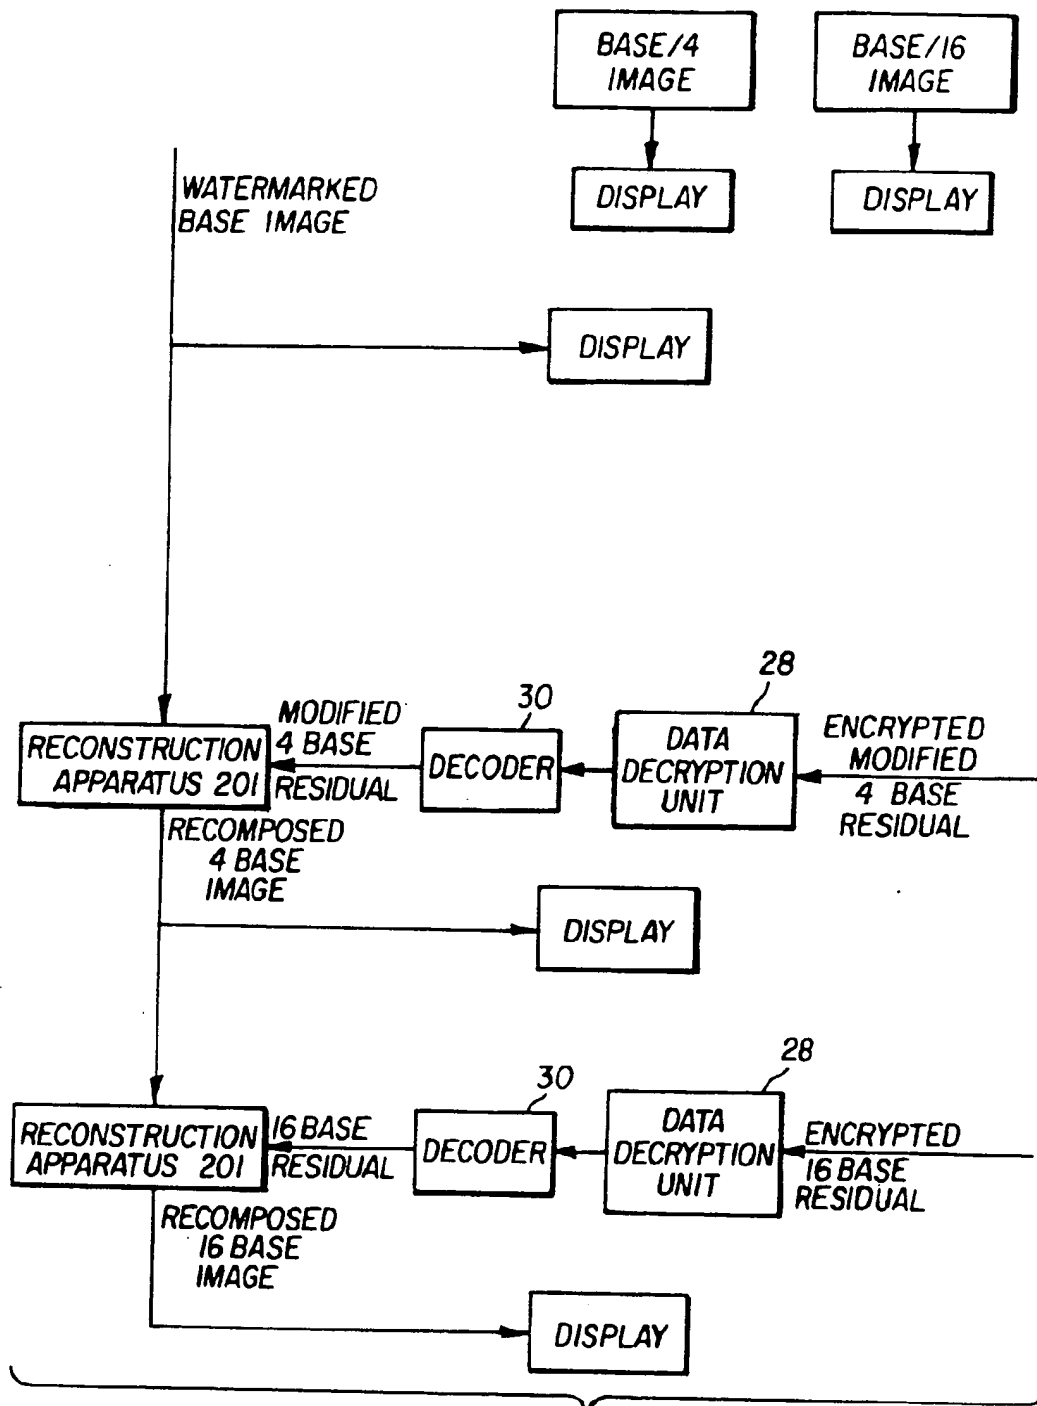 BASE/4
IMAGE
BASE/16
IMAGE
DISPLAY
DISPLAY
WATERMARKED
BASE IMAGE
DISPLAY
28
30
MODIFIED
4 BASE
RESIDUAL
RECONSTRUCTION
APPARATUS 201
DECODER
DATA
DECRYPTION
UNIT
ENCRYPTED
MODIFIED
4 BASE
RESIDUAL
RECOMPOSED
4 BASE
IMAGE
DISPLAY
28
30
RECONSTRUCTION
APPARATUS 201
16 BASE
RESIDUAL
DECODER
DATA
DECRYPTION
UNIT
ENCRYPTED
16 BASE
RESIDUAL
RECOMPOSED
16 BASE
IMAGE
DISPLAY